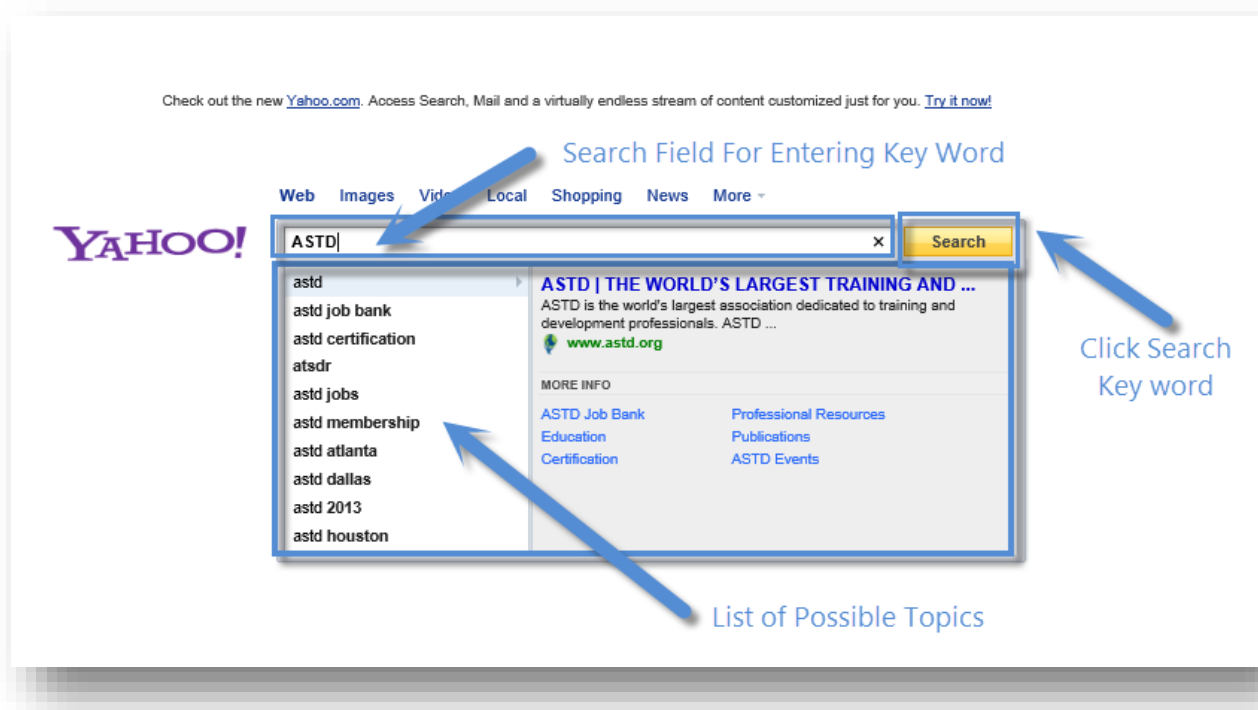 Check out the new Yahoo.com. Access Search, Mail and a virtually endless stream of content customized just for you. Try it now!
Search Field For Entering Key Word
Web Images Video Local Shopping News More
YAHOO!
ASTD
×
Search
astd
astd job bank
astd certification
atsdr
astd jobs
astd membership
astd atlanta
astd dallas
astd 2013
astd houston
ASTD | THE WORLD'S LARGEST TRAINING AND ...
ASTD is the world's largest association dedicated to training and
development professionals. ASTD ...
www.astd.org
MORE INFO
ASTD Job Bank Professional Resources
Education Publications
Certification ASTD Events
Click Search
Key word
List of Possible Topics